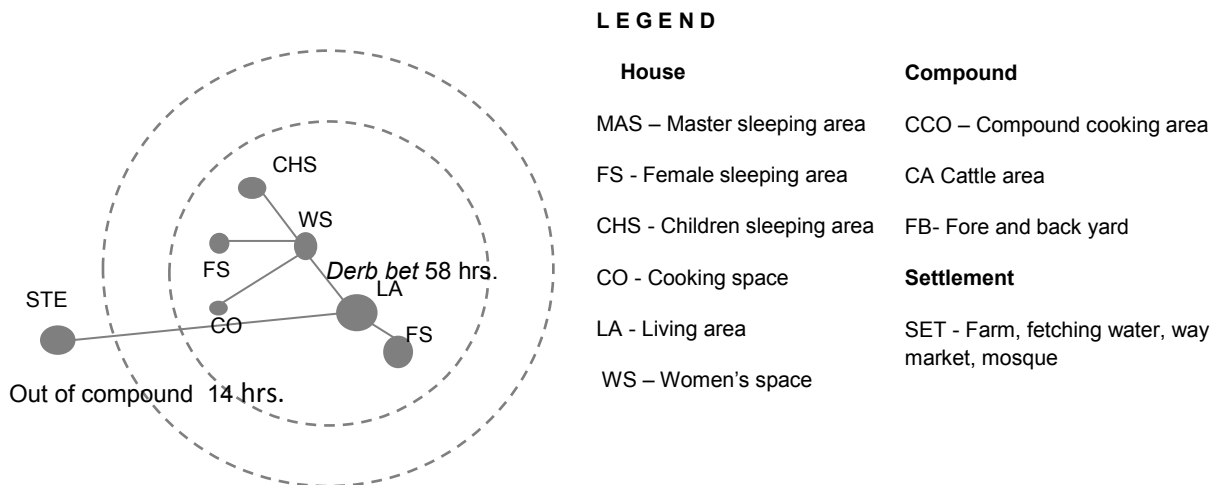 L E G E N D
House
Compound
MAS – Master sleeping area
CCO – Compound cooking area
FS - Female sleeping area
CA Cattle area
CHS - Children sleeping area
FB- Fore and back yard
CO - Cooking space
Settlement
LA - Living area
SET - Farm, fetching water, way
market, mosque
WS – Women's space
CHS
WS
FS
Derb bet 58 hrs.
LA
STE
CO
FS
Out of compound 14 hrs.